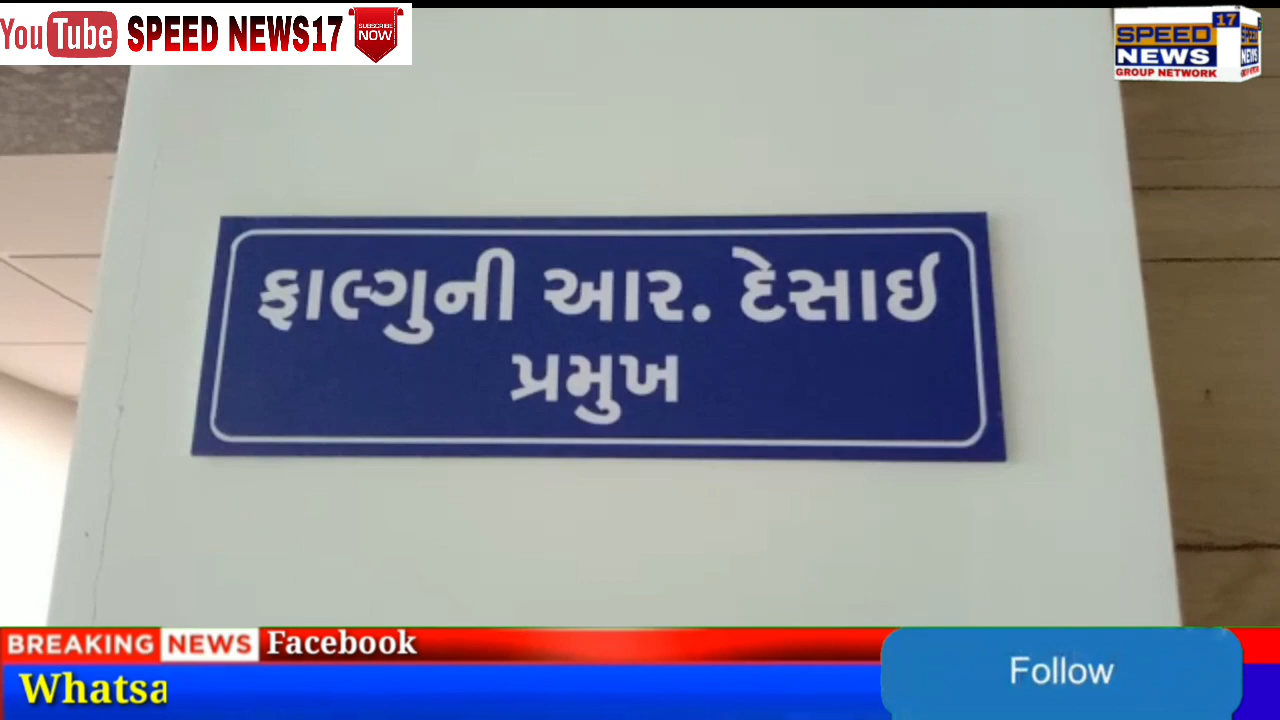 YouTube SPEED NEWS17 SUBSCRIBE NOW
17
SPEED
NEWS
GROUP NETWORK
ફાલ્ગુની આર. દેસાઈ
પ્રમુખ
BREAKING NEWS Facebook
Whatsa
Follow